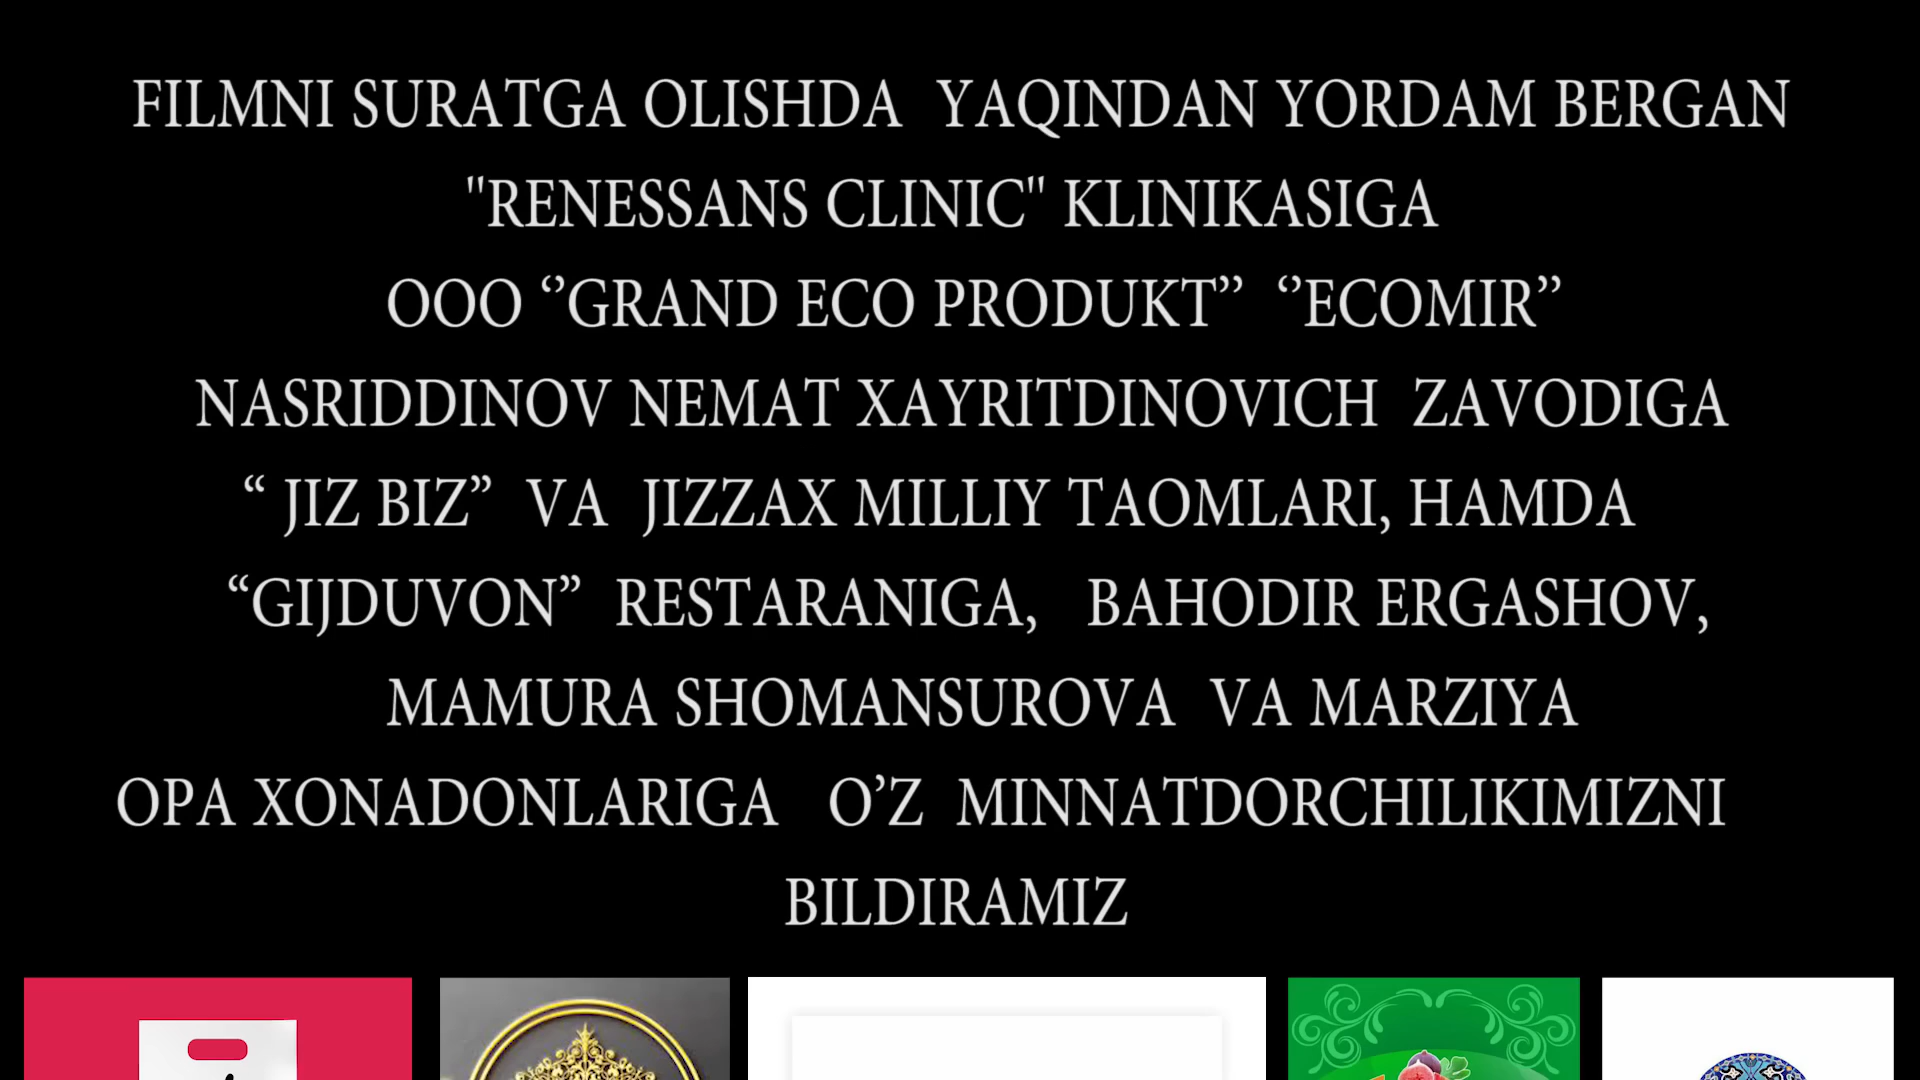 FILMNI SURATGA OLISHDA YAQINDAN YORDAM BERGAN
"RENESSANS CLINIC" KLINIKASIGA
OOO ‘’GRAND ECO PRODUKT’’ ‘’ECOMIR’’
NASRIDDINOV NEMAT XAYRITDINOVICH ZAVODIGA
“ JIZ BIZ” VA JIZZAX MILLIY TAOMLARI, HAMDA
“GIJDUVON” RESTARANIGA, BAHODIR ERGASHOV,
MAMURA SHOMANSUROVA VA MARZIYA
OPA XONADONLARIGA O’Z MINNATDORCHILIKIMIZNI
BILDIRAMIZ